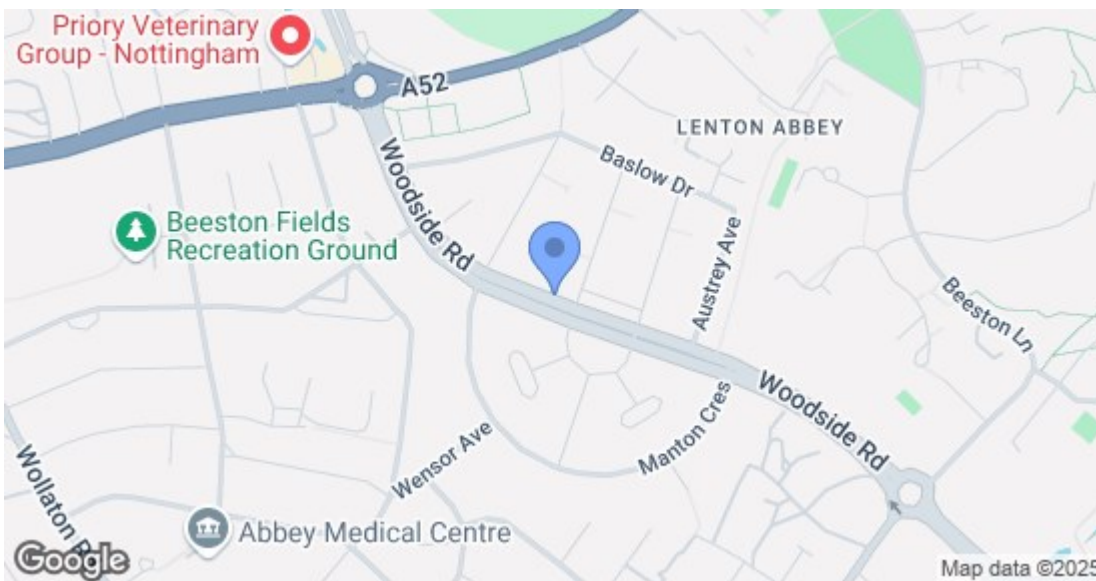 Priory Veterinary
Group - Nottingham
A52
LENTON ABBEY
Baslow Dr
Woodside Rd
Beeston Fields
Recreation Ground
Austrey Ave
Beeston Ln
Woodside Rd
Manton Cres
Wensor Ave
Wollaton R
Abbey Medical Centre
Google
Map data ©2025